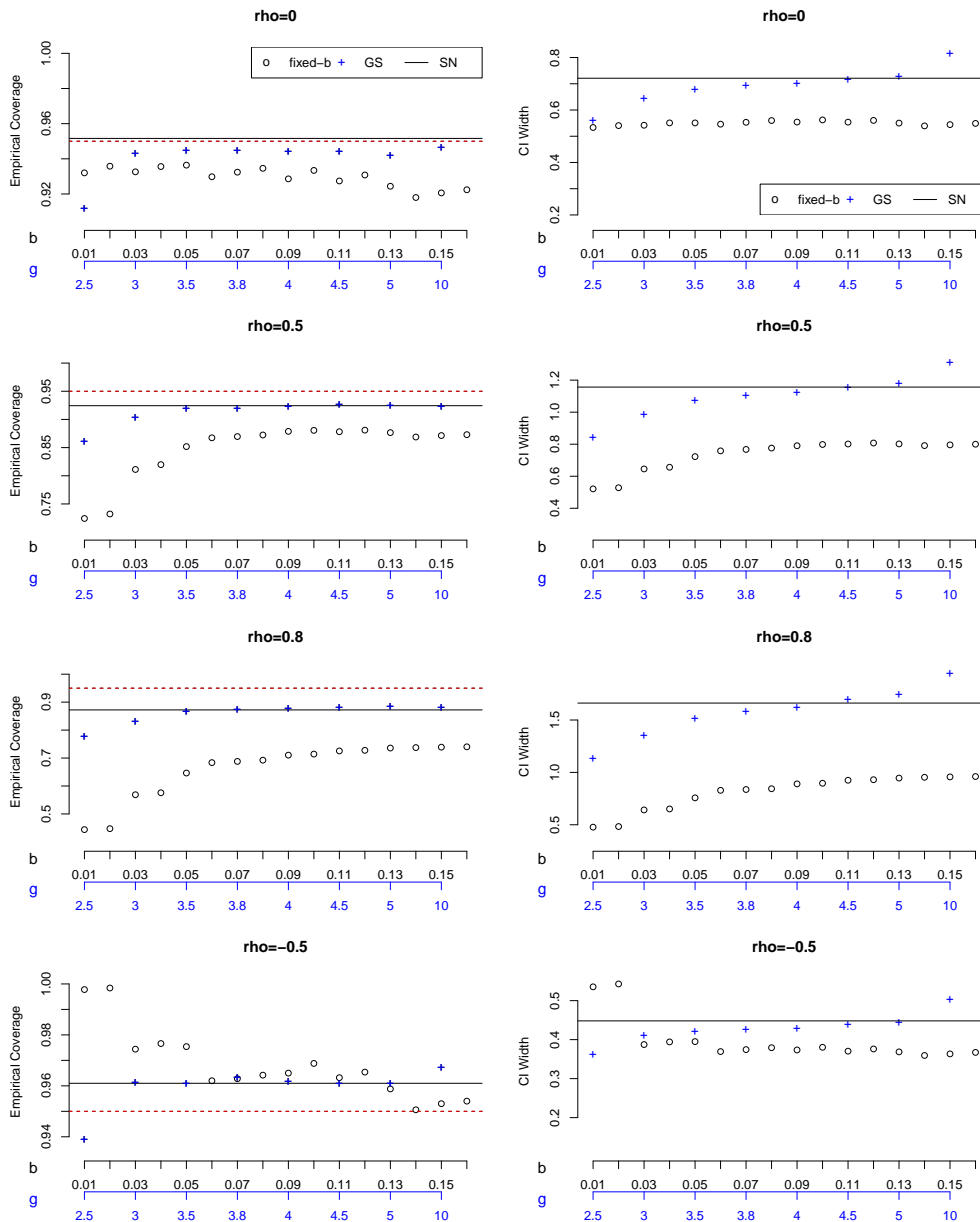 rho=0
Empirical Coverage
0.92 0.96 1.00
fixed−b GS SN
b 0.01 0.03 0.05 0.07 0.09 0.11 0.13 0.15
g 2.5 3 3.5 3.8 4 4.5 5 10
rho=0
CI Width
0.2 0.4 0.6 0.8
fixed−b GS SN
0.01 0.03 0.05 0.07 0.09 0.11 0.13 0.15
2.5 3 3.5 3.8 4 4.5 5 10
rho=0.5
Empirical Coverage
0.75 0.85 0.95
b 0.01 0.03 0.05 0.07 0.09 0.11 0.13 0.15
g 2.5 3 3.5 3.8 4 4.5 5 10
rho=0.5
CI Width
0.4 0.6 0.8 1.0 1.2
0.01 0.03 0.05 0.07 0.09 0.11 0.13 0.15
2.5 3 3.5 3.8 4 4.5 5 10
rho=0.8
Empirical Coverage
0.5 0.7 0.9
b 0.01 0.03 0.05 0.07 0.09 0.11 0.13 0.15
g 2.5 3 3.5 3.8 4 4.5 5 10
rho=0.8
CI Width
0.5 1.0 1.5
0.01 0.03 0.05 0.07 0.09 0.11 0.13 0.15
2.5 3 3.5 3.8 4 4.5 5 10
rho=−0.5
Empirical Coverage
0.94 0.96 0.98 1.00
b 0.01 0.03 0.05 0.07 0.09 0.11 0.13 0.15
g 2.5 3 3.5 3.8 4 4.5 5 10
rho=−0.5
CI Width
0.2 0.3 0.4 0.5
0.01 0.03 0.05 0.07 0.09 0.11 0.13 0.15
2.5 3 3.5 3.8 4 4.5 5 10